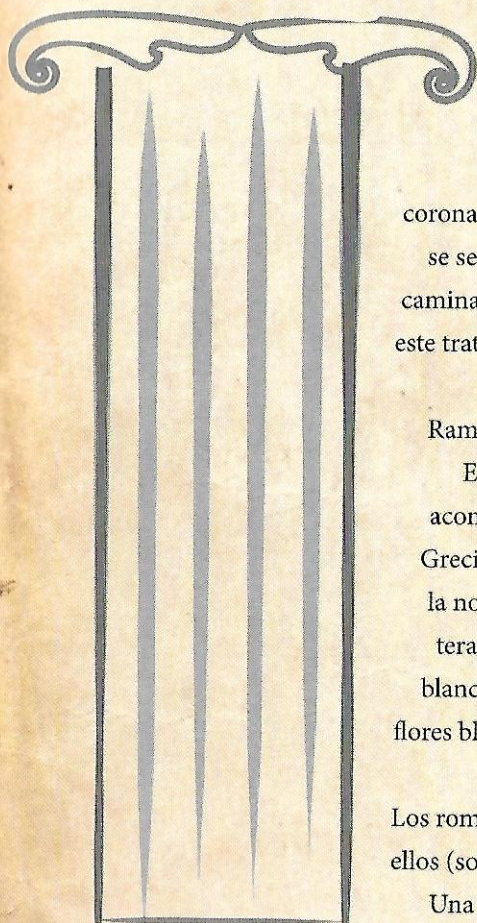 corona
se se
camina
este trat
Ram
E
acon
Greci
la no
tera
blanc
flores bl
Los rom
ellos (so
Una